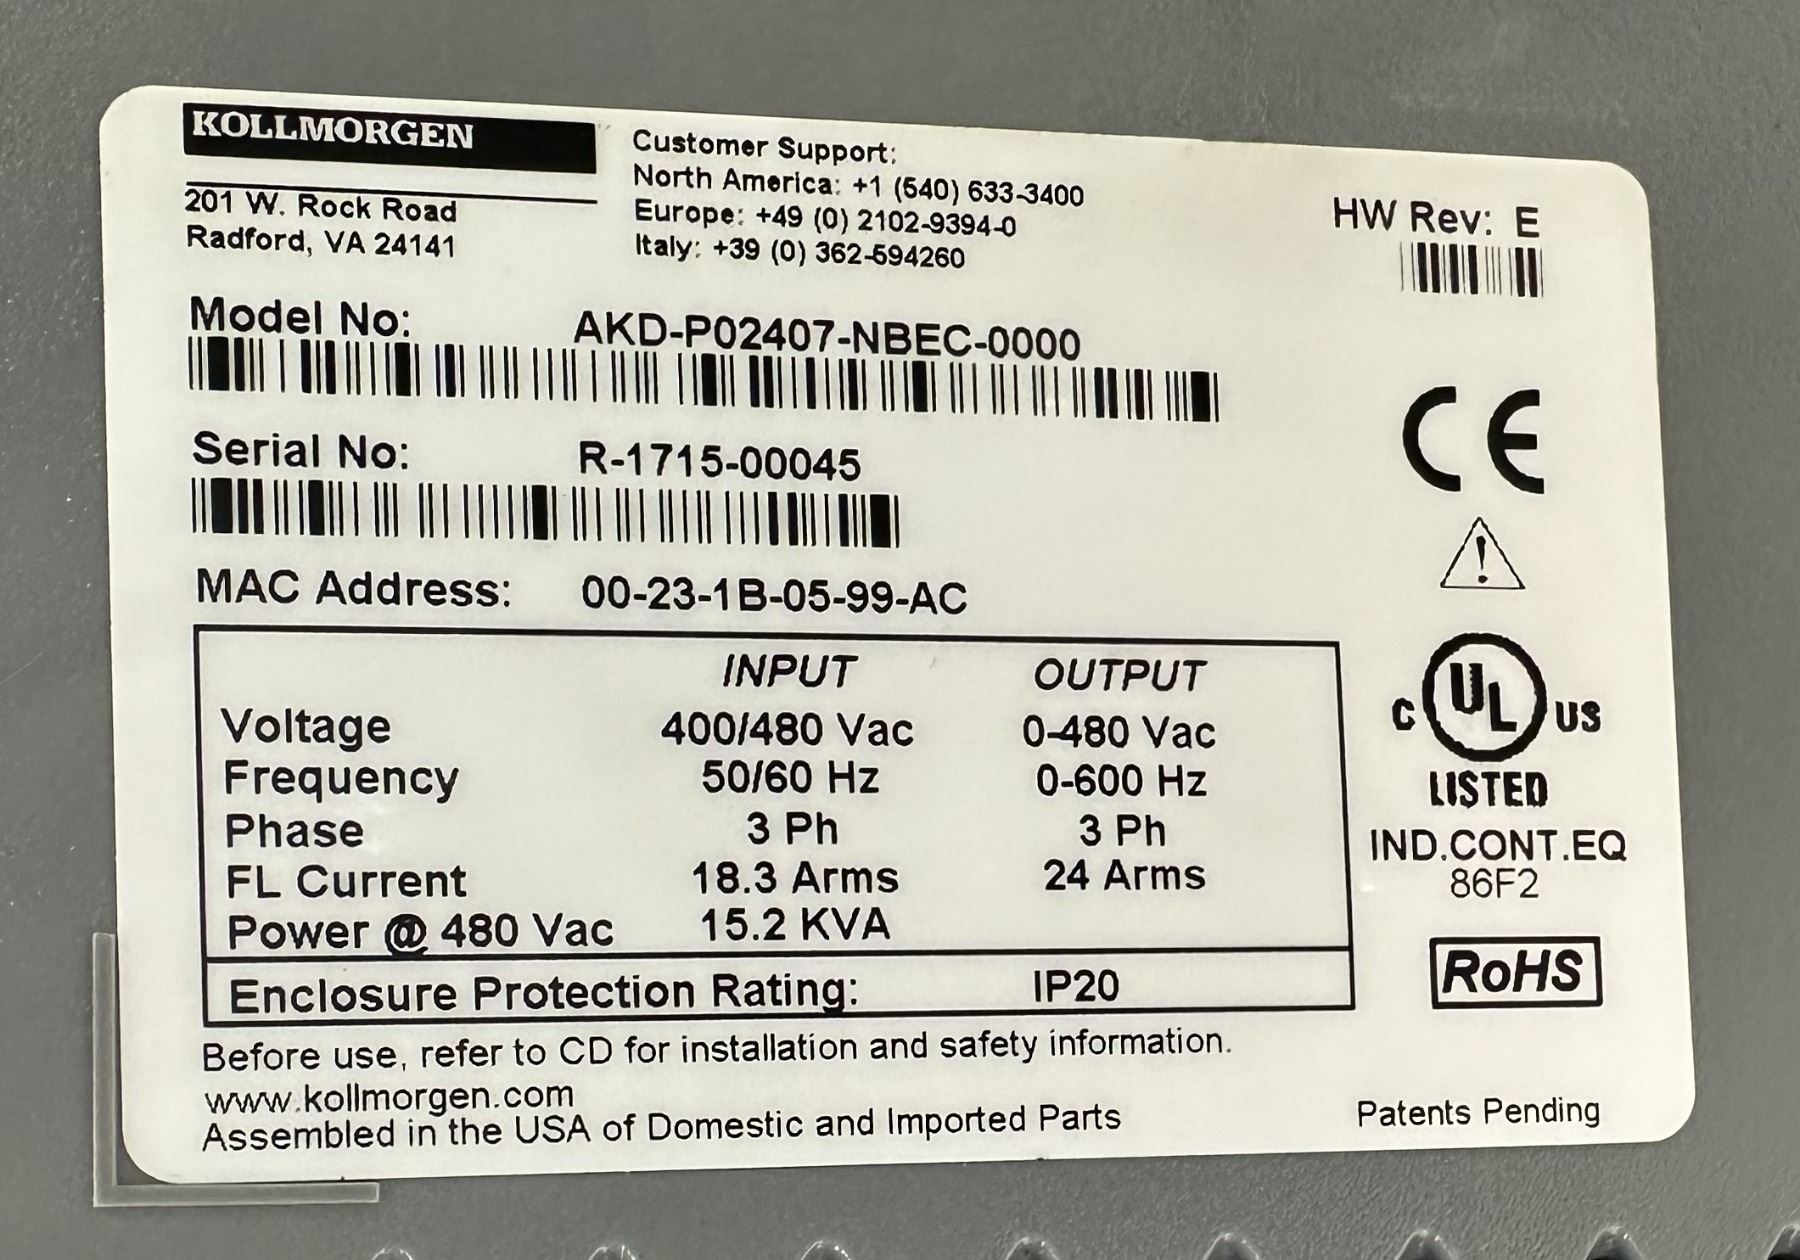 KOLLMORGEN
201 W. Rock Road
Radford, VA 24141
Customer Support:
North America: +1 (540) 633-3400
Europe: +49 (0) 2102-9394-0
Italy: +39 (0) 362-594260
HW Rev: E
Model No: AKD-P02407-NBEC-0000
Serial No: R-1715-00045
MAC Address: 00-23-1B-05-99-AC
INPUT OUTPUT
Voltage 400/480 Vac 0-480 Vac
Frequency 50/60 Hz 0-600 Hz
Phase 3 Ph 3 Ph
FL Current 18.3 Arms 24 Arms
Power @ 480 Vac 15.2 KVA
Enclosure Protection Rating: IP20
CE
C UL US
LISTED
IND.CONT.EQ
86F2
RoHS
Before use, refer to CD for installation and safety information.
www.kollmorgen.com
Assembled in the USA of Domestic and Imported Parts
Patents Pending